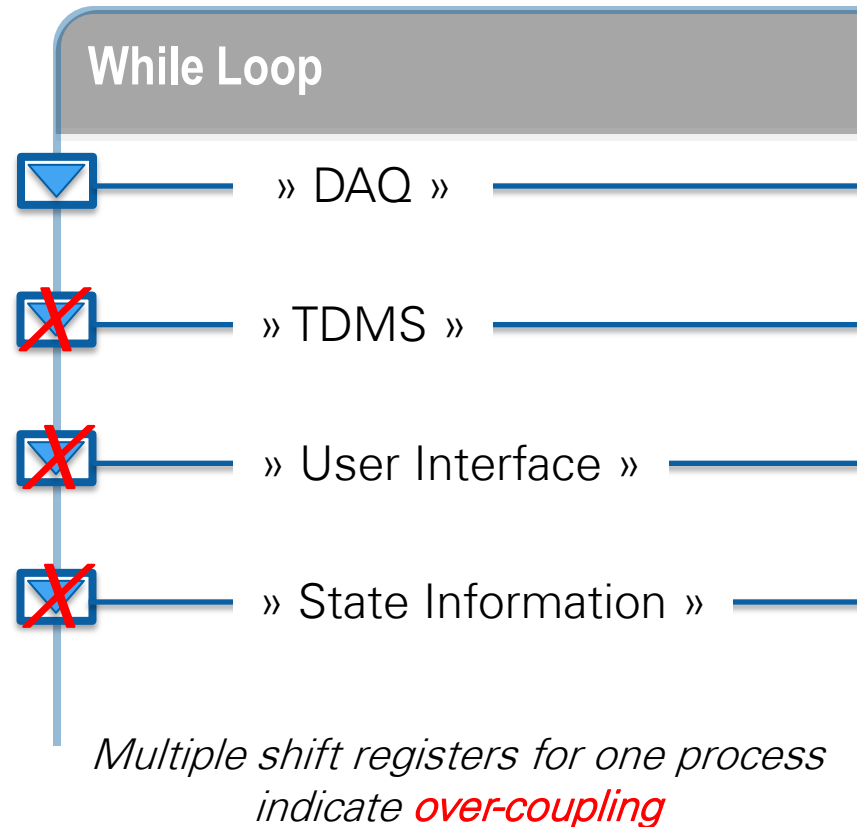 While Loop
» DAQ »
» TDMS »
» User Interface »
» State Information »
Multiple shift registers for one process
indicate over-coupling